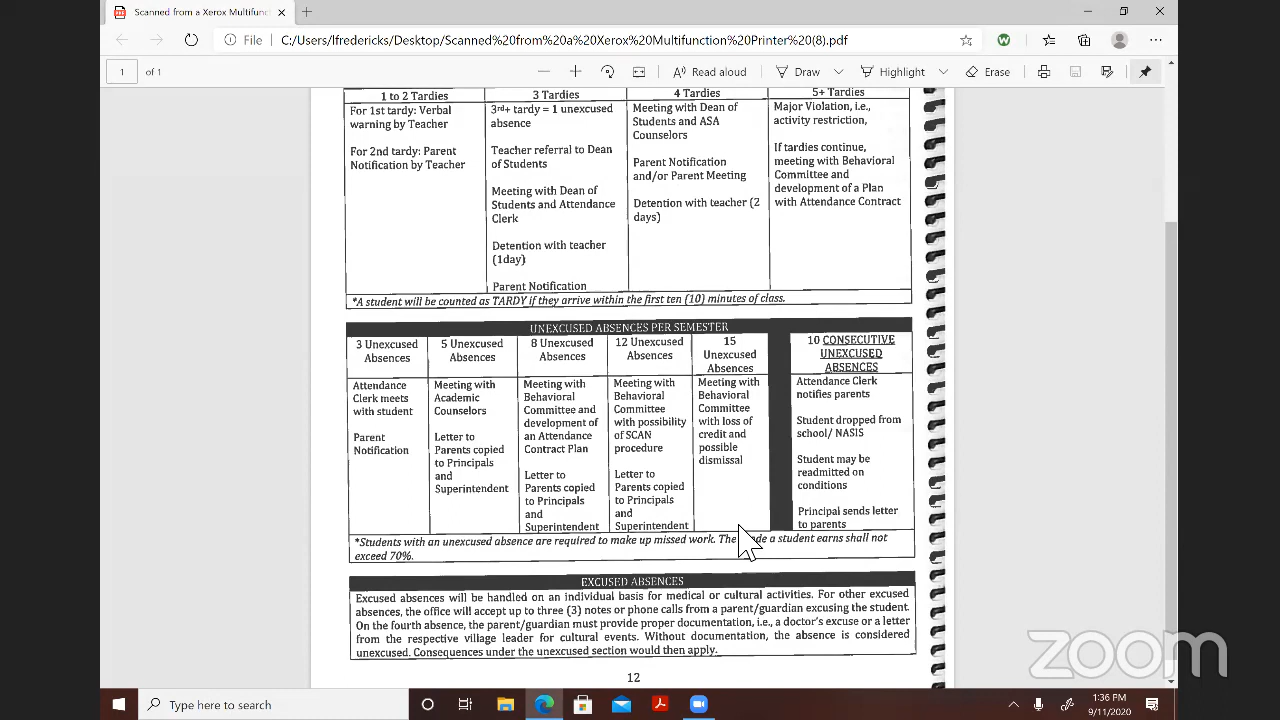 Scanned from a Xerox Multifunct
File
C:/Users/lfredericks/Desktop/Scanned%20from%20a%20Xerox%20Multifunction%20Printer%20(8).pdf
1 of 1
Read aloud
Draw
Highlight
Erase
1 to 2 Tardies
3 Tardies
4 Tardies
5+ Tardies
For 1st tardy: Verbal
warning by Teacher
For 2nd tardy: Parent
Notification by Teacher
3rd+ tardy = 1 unexcused
absence
Teacher referral to Dean
of Students
Meeting with Dean of
Students and Attendance
Clerk
Detention with teacher
(1day)
Parent Notification
Meeting with Dean of
Students and ASA
Counselors
Parent Notification
and/or Parent Meeting
Detention with teacher (2
days)
Major Violation, i.e.,
activity restriction,
If tardies continue,
meeting with Behavioral
Committee and
development of a Plan
with Attendance Contract
*A student will be counted as TARDY if they arrive within the first ten (10) minutes of class.
UNEXCUSED ABSENCES PER SEMESTER
3 Unexcused
Absences
5 Unexcused
Absences
8 Unexcused
Absences
12 Unexcused
Absences
15
Unexcused
Absences
10 CONSECUTIVE
UNEXCUSED
ABSENCES
Attendance
Clerk meets
with student
Parent
Notification
Meeting with
Academic
Counselors
Letter to
Parents copied
to Principals
and
Superintendent
Meeting with
Behavioral
Committee and
development of
an Attendance
Contract Plan
Letter to
Parents copied
to Principals
and
Superintendent
Meeting with
Behavioral
Committee
with possibility
of SCAN
procedure
Letter to
Parents copied
to Principals
and
Superintendent
Meeting with
Behavioral
Committee
with loss of
credit and
possible
dismissal
Attendance Clerk
notifies parents
Student dropped from
school/ NASIS
Student may be
readmitted on
conditions
Principal sends letter
to parents
*Students with an unexcused absence are required to make up missed work. The a student earns shall not
exceed 70%.
EXCUSED ABSENCES
Excused absences will be handled on an individual basis for medical or cultural activities. For other excused
absences, the office will accept up to three (3) notes or phone calls from a parent/guardian excusing the student.
On the fourth absence, the parent/guardian must provide proper documentation, i.e., a doctor's excuse or a letter
from the respective village leader for cultural events. Without documentation, the absence is considered
unexcused. Consequences under the unexcused section would then apply.
12
zoom
Type here to search
1:36 PM
9/11/2020